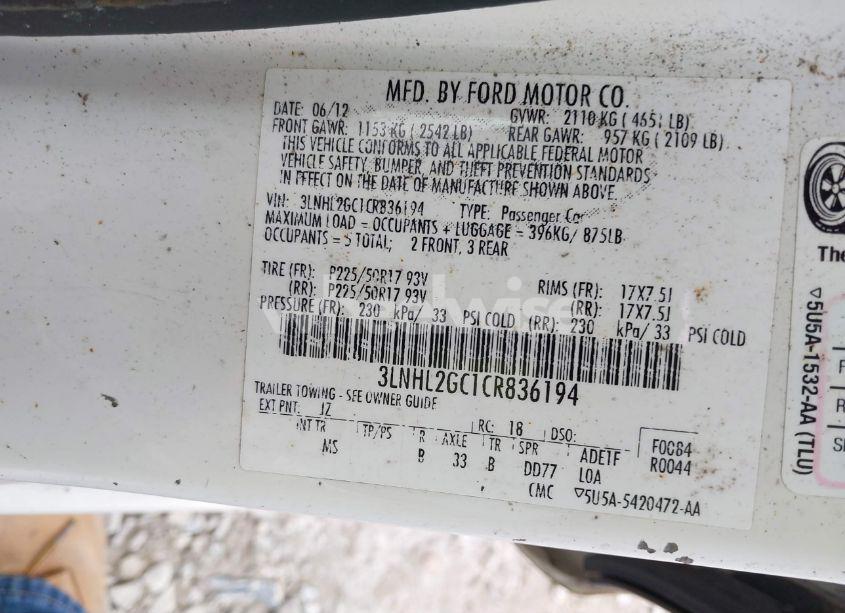 MFD. BY FORD MOTOR CO.
DATE: 06/12 GVWR: 2110 KG ( 4651 LB)
FRONT GAWR: 1153 KG ( 2542 LB) REAR GAWR: 957 KG ( 2109 LB)
THIS VEHICLE CONFORMS TO ALL APPLICABLE FEDERAL MOTOR
VEHICLE SAFETY, BUMPER, AND THEFT PREVENTION STANDARDS
IN EFFECT ON THE DATE OF MANUFACTURE SHOWN ABOVE.
VIN: 3LNHL2GC1CR836194 TYPE: Passenger Car
MAXIMUM LOAD = OCCUPANTS + LUGGAGE = 396KG/ 875LB
OCCUPANTS = 5 TOTAL; 2 FRONT, 3 REAR
TIRE (FR): P225/50R17 93V RIMS (FR): 17X7.5J
(RR): P225/50R17 93V (RR): 17X7.5J
PRESSURE (FR): 230 kPa/ 33 PSI COLD (RR): 230 kPa/ 33 PSI COLD
3LNHL2GC1CR836194
TRAILER TOWING - SEE OWNER GUIDE
EXT PNT: JZ RC: 18 DSO:
INT TR TP/PS R AXLE TR SPR ADETF F0084
MS B 33 B DD77 LOA R0044
CMC ▽5U5A-5420472-AA
The
▽5U5A-1532-AA (TLU)